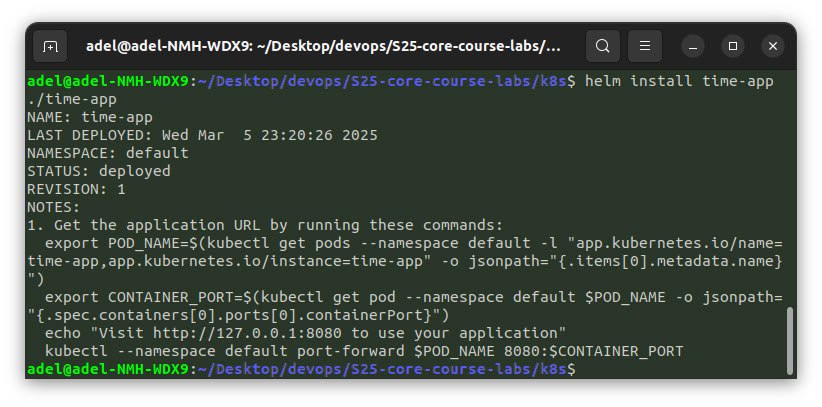 adel@adel-NMH-WDX9: ~/Desktop/devops/S25-core-course-labs/...
adel@adel-NMH-WDX9:~/Desktop/devops/S25-core-course-labs/k8s$ helm install time-app
./time-app
NAME: time-app
LAST DEPLOYED: Wed Mar  5 23:20:26 2025
NAMESPACE: default
STATUS: deployed
REVISION: 1
NOTES:
1. Get the application URL by running these commands:
  export POD_NAME=$(kubectl get pods --namespace default -l "app.kubernetes.io/name=
time-app,app.kubernetes.io/instance=time-app" -o jsonpath="{.items[0].metadata.name}
")
  export CONTAINER_PORT=$(kubectl get pod --namespace default $POD_NAME -o jsonpath=
"{.spec.containers[0].ports[0].containerPort}")
  echo "Visit http://127.0.0.1:8080 to use your application"
  kubectl --namespace default port-forward $POD_NAME 8080:$CONTAINER_PORT
adel@adel-NMH-WDX9:~/Desktop/devops/S25-core-course-labs/k8s$